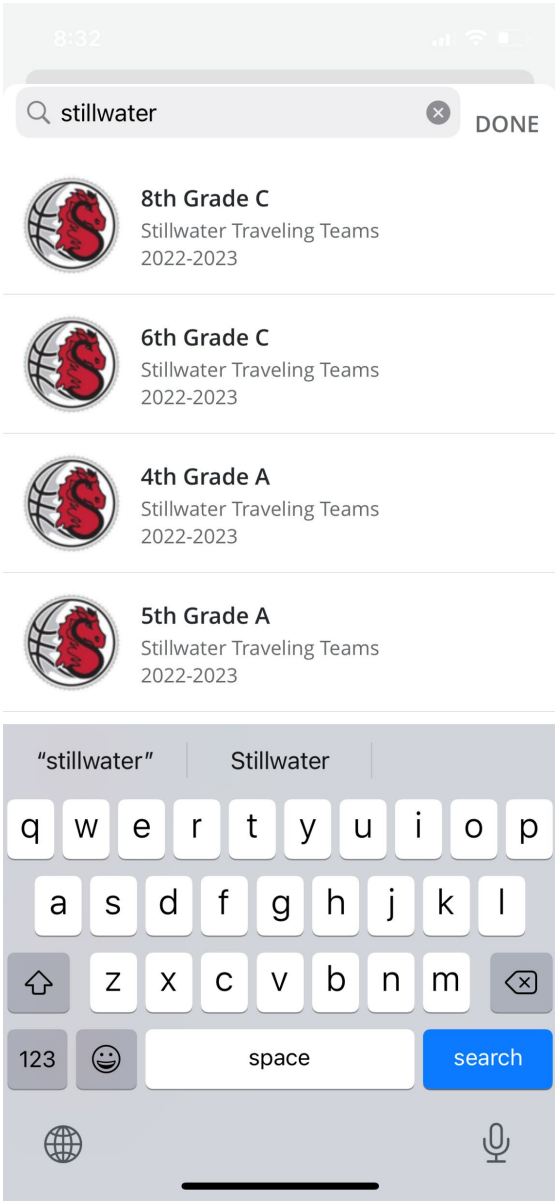 8:32
stillwater
DONE
8th Grade C
Stillwater Traveling Teams
2022-2023
6th Grade C
Stillwater Traveling Teams
2022-2023
4th Grade A
Stillwater Traveling Teams
2022-2023
5th Grade A
Stillwater Traveling Teams
2022-2023
“stillwater” Stillwater
q w e r t y u i o p
a s d f g h j k l
z x c v b n m
123 space search